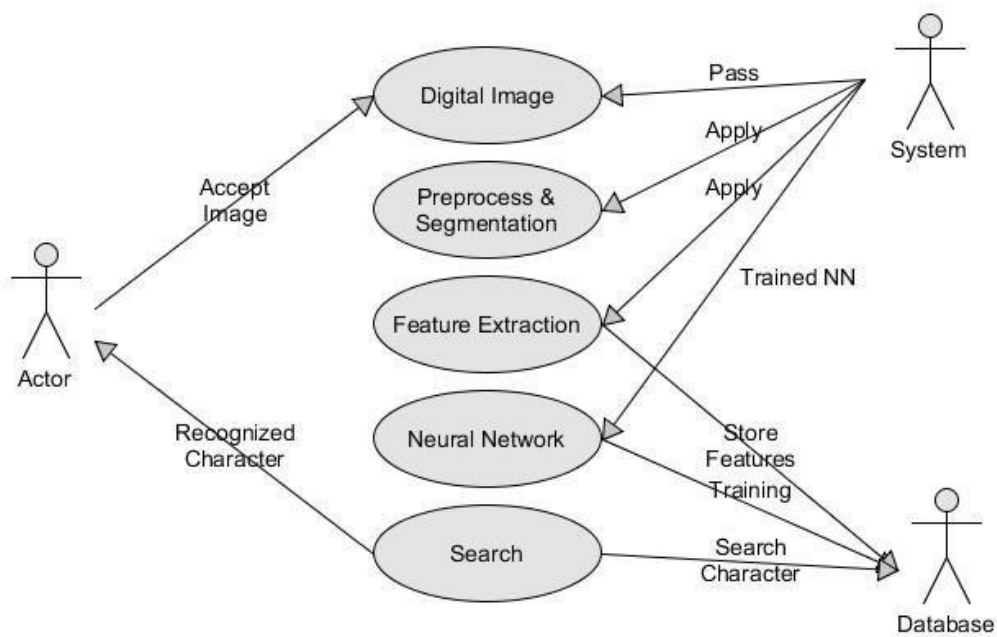 Digital Image
Pass
System
Apply
Preprocess &
Segmentation
Apply
Accept
Image
Trained NN
Feature Extraction
Actor
Recognized
Character
Neural Network
Store
Features
Training
Search
Search
Character
Database